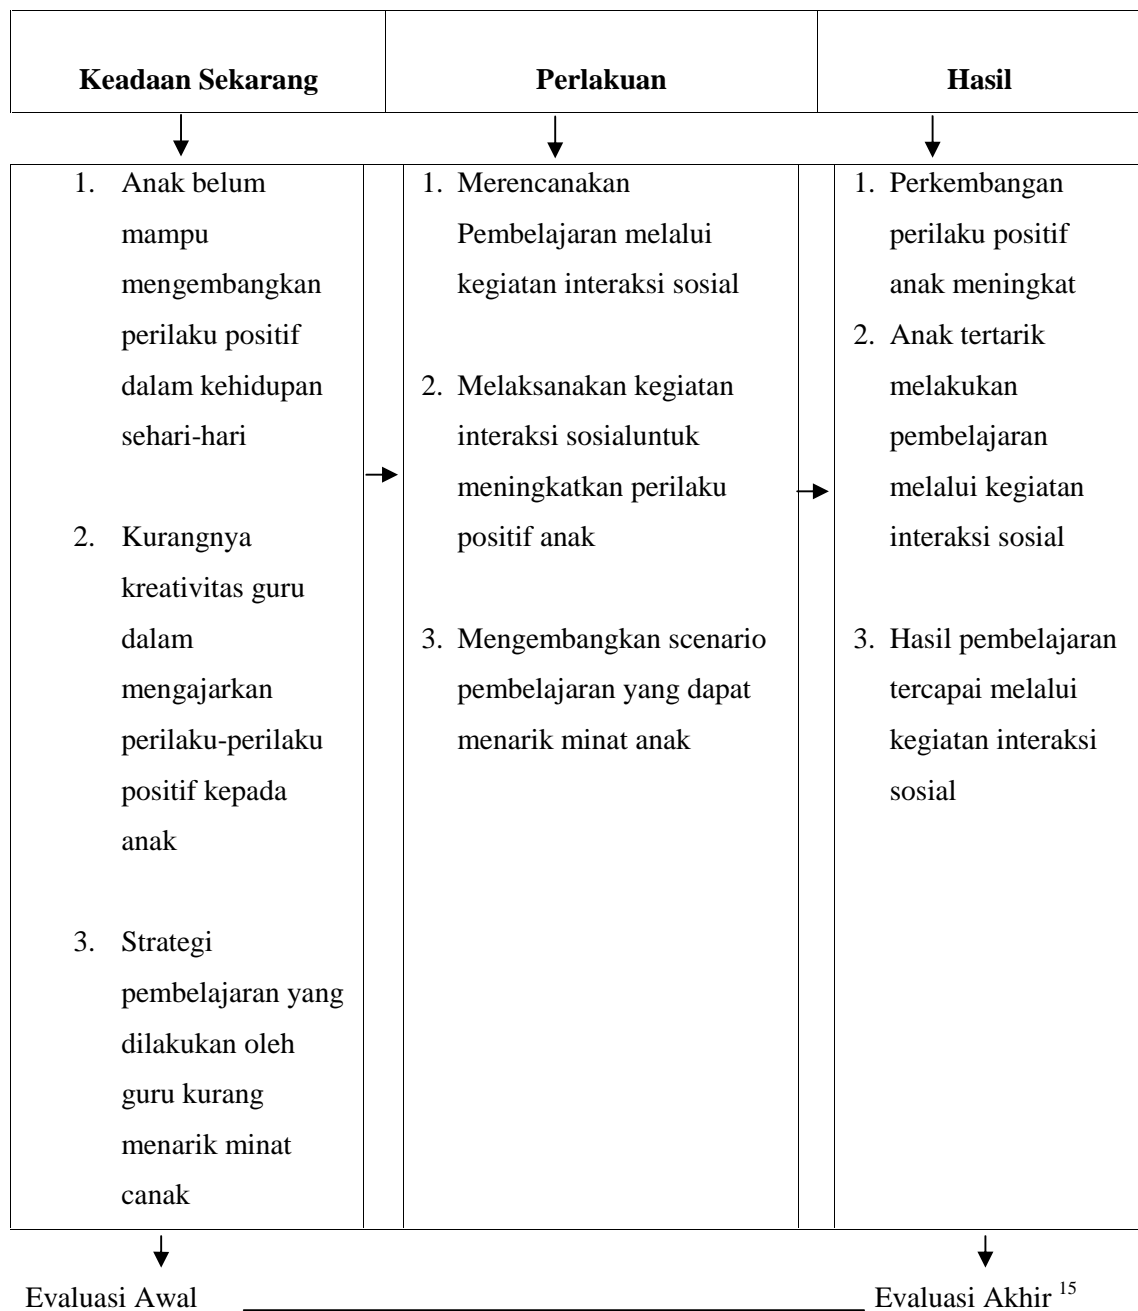 Keadaan Sekarang
Perlakuan
Hasil
1. Anak belum
mampu
mengembangkan
perilaku positif
dalam kehidupan
sehari-hari
2. Kurangnya
kreativitas guru
dalam
mengajarkan
perilaku-perilaku
positif kepada
anak
3. Strategi
pembelajaran yang
dilakukan oleh
guru kurang
menarik minat
canak
1. Merencanakan
Pembelajaran melalui
kegiatan interaksi sosial
2. Melaksanakan kegiatan
interaksi sosialuntuk
meningkatkan perilaku
positif anak
3. Mengembangkan scenario
pembelajaran yang dapat
menarik minat anak
1. Perkembangan
perilaku positif
anak meningkat
2. Anak tertarik
melakukan
pembelajaran
melalui kegiatan
interaksi sosial
3. Hasil pembelajaran
tercapai melalui
kegiatan interaksi
sosial
Evaluasi Awal
Evaluasi Akhir 15